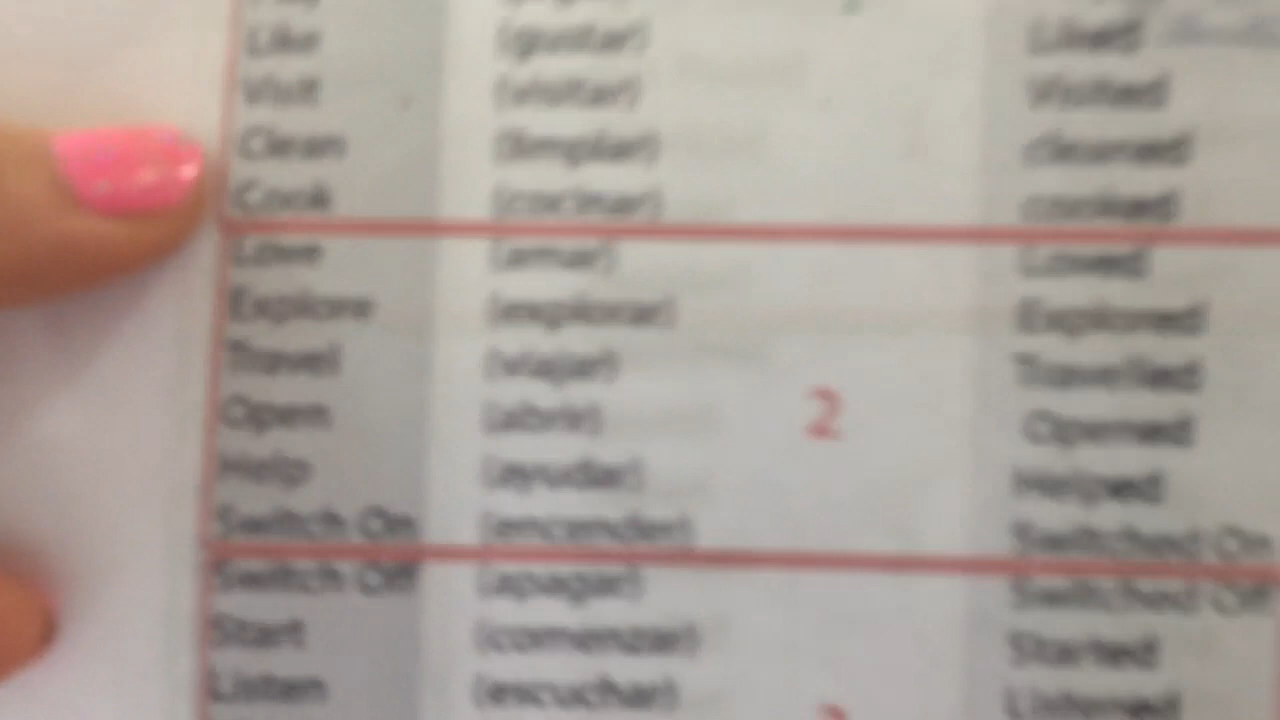 Like (gustar) Liked
Visit (visitar) Visited
Clean (limpiar) cleaned
Cook (cocinar) cooked
Love (amar) Loved
Explore (explorar) Explored
Travel (viajar) Travelled
Open (abrir) 2 Opened
Help (ayudar) Helped
Switch On (encender) Switched On
Switch Off (apagar) Switched Off
Start (comenzar) Started
Listen (escuchar) Listened